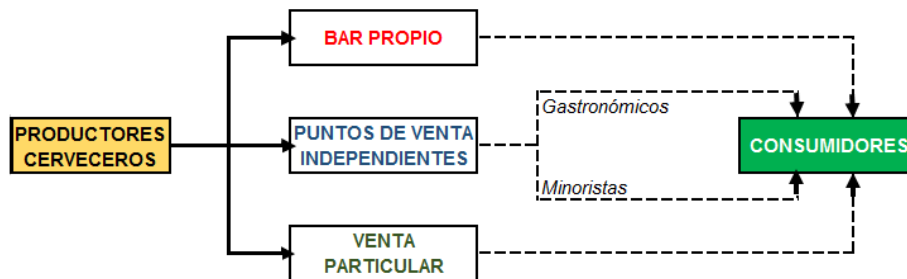 BAR PROPIO
Gastronómicos
PRODUCTORES
CERVECEROS
PUNTOS DE VENTA
INDEPENDIENTES
CONSUMIDORES
Minoristas
VENTA
PARTICULAR